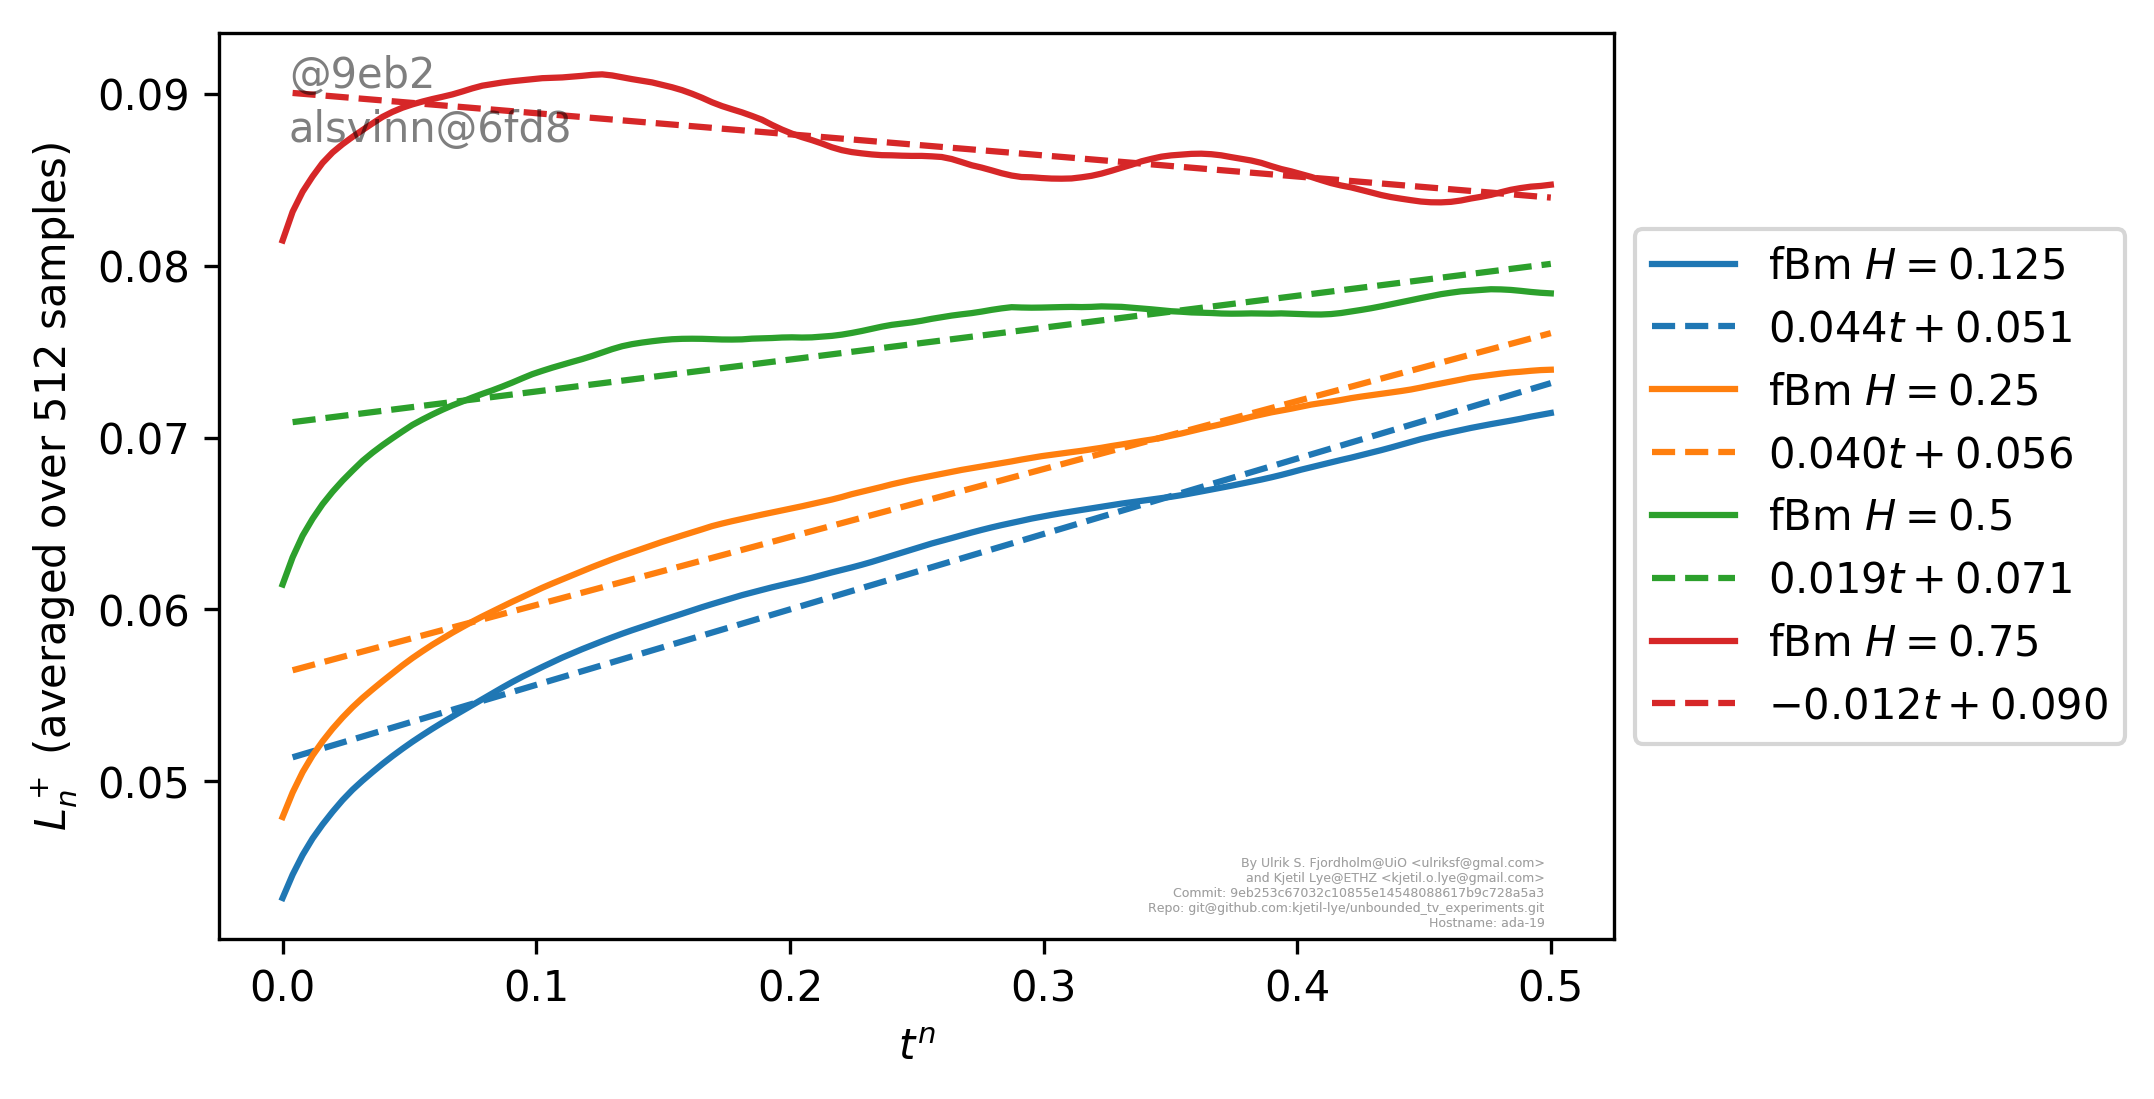 @9eb2
alsvinn@6fd8
0.09
0.08
0.07
0.06
0.05
L_n^+ (averaged over 512 samples)
0.0 0.1 0.2 0.3 0.4 0.5
t^n
fBm H = 0.125
0.044t + 0.051
fBm H = 0.25
0.040t + 0.056
fBm H = 0.5
0.019t + 0.071
fBm H = 0.75
−0.012t + 0.090
By Ulrik S. Fjordholm@UiO <ulriksf@gmal.com>
and Kjetil Lye@ETHZ <kjetil.o.lye@gmail.com>
Commit: 9eb253c67032c10855e14548088617b9c728a5a3
Repo: git@github.com:kjetil-lye/unbounded_tv_experiments.git
Hostname: ada-19